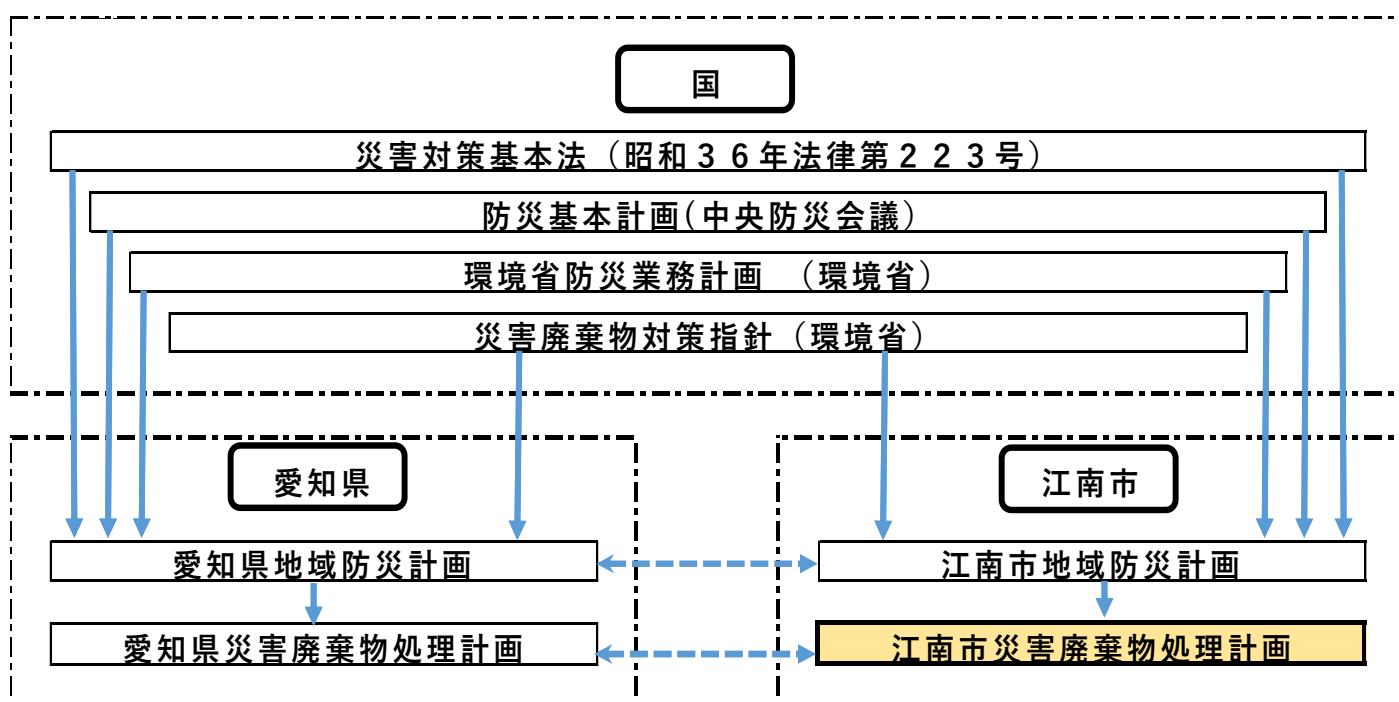 国
災害対策基本法（昭和３６年法律第２２３号）
防災基本計画(中央防災会議)
環境省防災業務計画　（環境省）
災害廃棄物対策指針（環境省）
愛知県
江南市
愛知県地域防災計画
江南市地域防災計画
愛知県災害廃棄物処理計画
江南市災害廃棄物処理計画